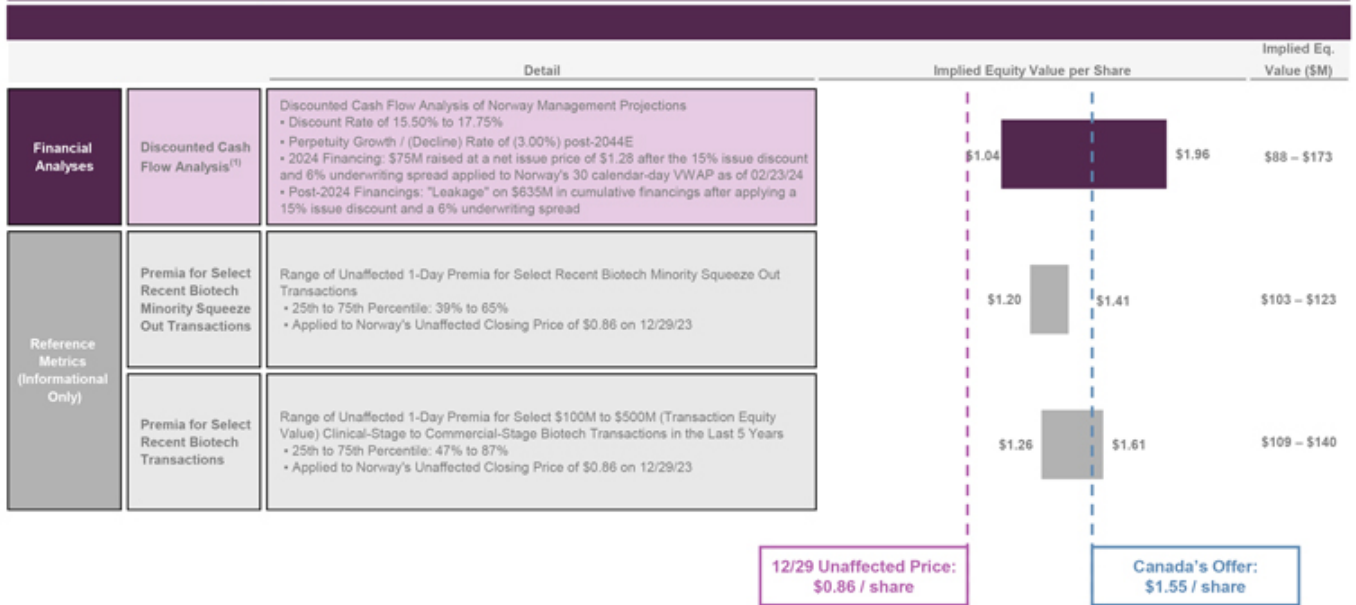 Implied Eq.
Detail
Implied Equity Value per Share
Value ($M)
Financial
Analyses
Discounted Cash
Flow Analysis(1)
Discounted Cash Flow Analysis of Norway Management Projections
• Discount Rate of 15.50% to 17.75%
• Perpetuity Growth / (Decline) Rate of (3.00%) post-2044E
• 2024 Financing: $75M raised at a net issue price of $1.28 after the 15% issue discount
and 6% underwriting spread applied to Norway's 30 calendar-day VWAP as of 02/23/24
• Post-2024 Financings: "Leakage" on $635M in cumulative financings after applying a
15% issue discount and a 6% underwriting spread
$1.04
$1.96
$88 – $173
Reference
Metrics
(Informational
Only)
Premia for Select
Recent Biotech
Minority Squeeze
Out Transactions
Range of Unaffected 1-Day Premia for Select Recent Biotech Minority Squeeze Out
Transactions
• 25th to 75th Percentile: 39% to 65%
• Applied to Norway's Unaffected Closing Price of $0.86 on 12/29/23
$1.20
$1.41
$103 – $123
Premia for Select
Recent Biotech
Transactions
Range of Unaffected 1-Day Premia for Select $100M to $500M (Transaction Equity
Value) Clinical-Stage to Commercial-Stage Biotech Transactions in the Last 5 Years
• 25th to 75th Percentile: 47% to 87%
• Applied to Norway's Unaffected Closing Price of $0.86 on 12/29/23
$1.26
$1.61
$109 – $140
12/29 Unaffected Price:
$0.86 / share
Canada's Offer:
$1.55 / share